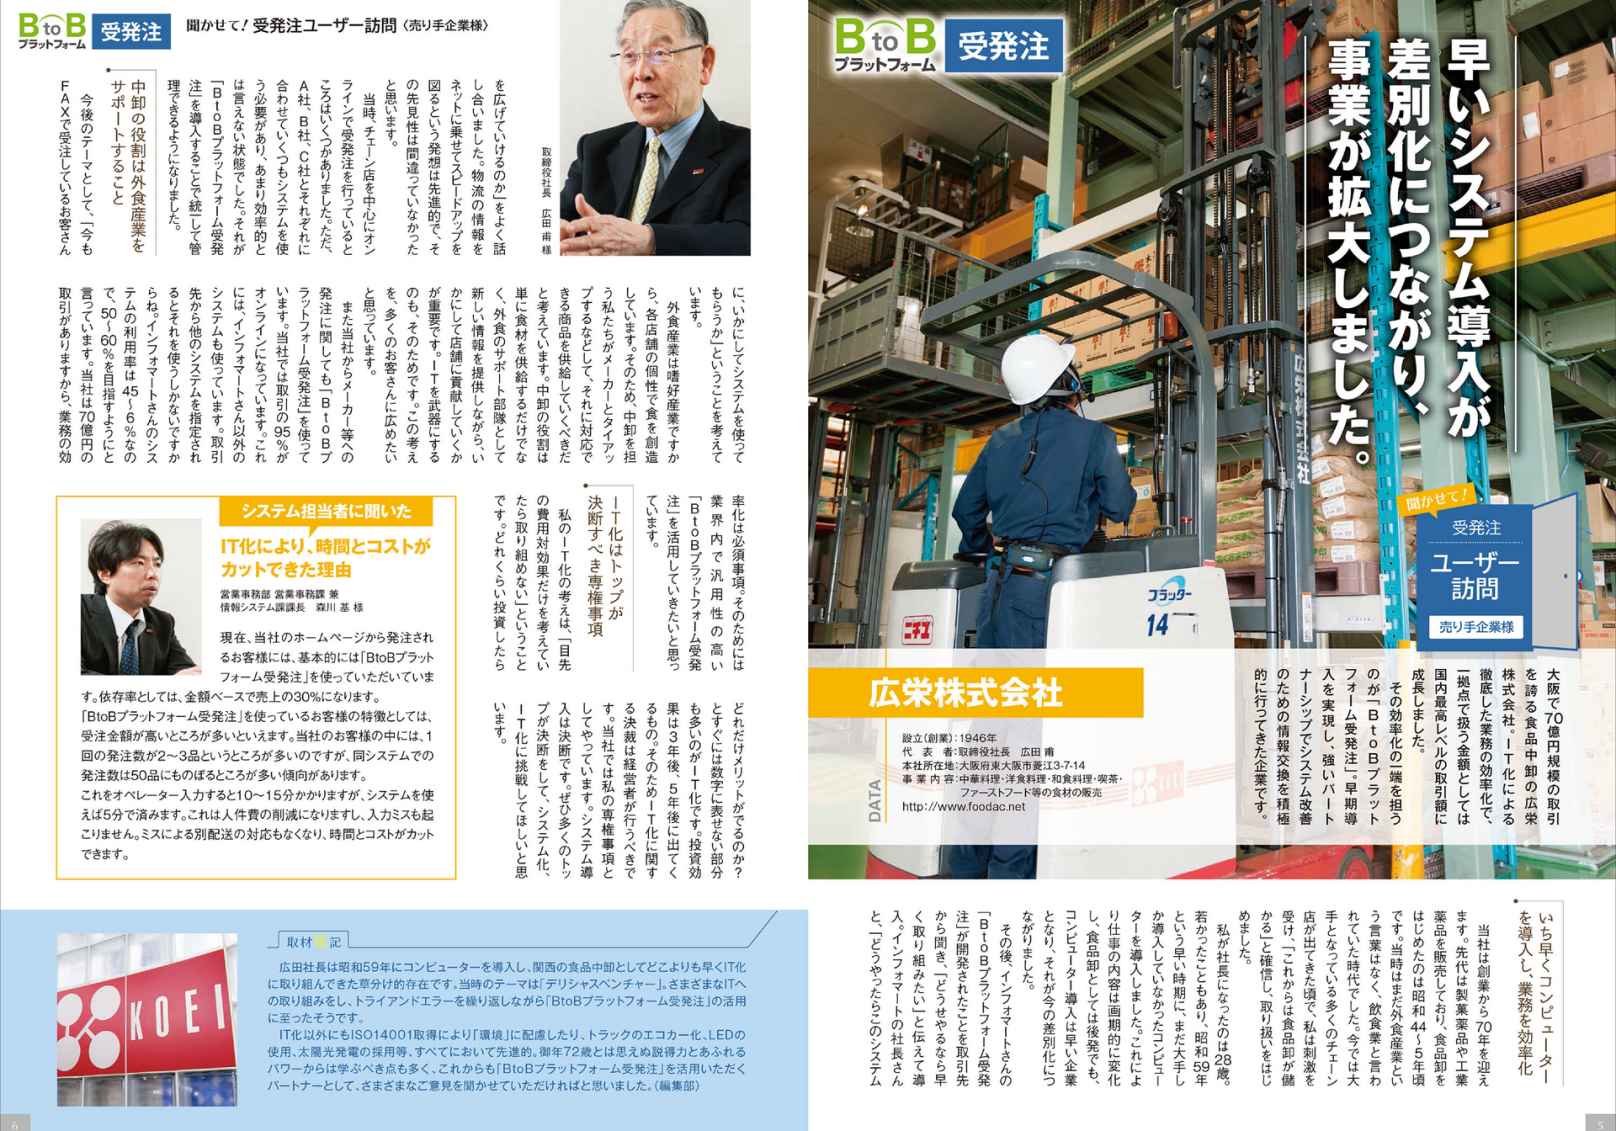 BtoB
プラットフォーム
受発注
早いシステム導入が
差別化につながり、
事業が拡大しました。
聞かせて!
受発注
ユーザー
訪問
売り手企業様
ニチユ
プラッター
14
大阪で70億円規模の取引
を誇る食品中卸の広栄
株式会社。IT化による
徹底した業務の効率化で、
一拠点で扱う金額としては
国内最高レベルの取引額に
成長しました。
その効率化の一端を担う
のが「BtoBプラット
フォーム受発注」。早期導
入を実現し、強いパート
ナーシップでシステム改善
のための情報交換を積極
的に行ってきた企業です。
広栄株式会社
DATA
設立(創業):1946年
代 表 者:取締役社長 広田 甫
本社所在地:大阪府東大阪市菱江3-7-14
事 業 内 容:中華料理・洋食料理・和食料理・喫茶・
ファーストフード等の食材の販売
http://www.foodac.net
いち早くコンピューター
を導入し、業務を効率化
当社は創業から70年を迎え
ます。先代は製菓薬品や工業
薬品を販売しており、食品卸を
はじめたのは昭和44~5年頃
です。当時はまだ外食産業とい
う言葉はなく、飲食業と言わ
れていた時代でした。今では大
手となっている多くのチェーン
店が出てきた頃で、私は刺激を
受け、「これからは食品卸が儲
かる」と確信し、取り扱いをはじ
めました。
私が社長になったのは28歳。
若かったこともあり、昭和59年
という早い時期に、まだ大手し
か導入していなかったコンピュー
ターを導入しました。これによ
り仕事の内容は画期的に変化
し、食品卸としては後発でも、
コンピューター導入は早い企業
となり、それが今の差別化につ
ながりました。
その後、インフォマートさんの
「BtoBプラットフォーム受発
注」が開発されたことを取引先
から聞き、「どうせやるなら早
く取り組みたい」と伝えて導
入。インフォマートの社長さん
と、「どうやったらこのシステム
5
BtoB
プラットフォーム
受発注
聞かせて! 受発注ユーザー訪問〈売り手企業様〉
取締役社長 広田 甫 様
を広げていけるのか」をよく話
し合いました。物流の情報を
ネットに乗せてスピードアップを
図るという発想は先進的で、そ
の先見性は間違っていなかった
と思います。
当時、チェーン店を中心にオン
ラインで受発注を行っていると
ころはいくつかありました。ただ、
A社、B社、C社とそれぞれに
合わせていくつもシステムを使
う必要があり、あまり効率的と
は言えない状態でした。それが
「BtoBプラットフォーム受発
注」を導入することで統一して管
理できるようになりました。
中卸の役割は外食産業を
サポートすること
今後のテーマとして、「今も
FAXで受注しているお客さん
に、いかにしてシステムを使って
もらうか」ということを考えて
います。
外食産業は嗜好産業ですか
ら、各店舗の個性で食を創造
しています。そのため、中卸を担
う私たちがメーカーとタイアッ
プするなどして、それに対応で
きる商品を供給していくべきだ
と考えています。中卸の役割は
単に食材を供給するだけでな
く、外食のサポート部隊として
新しい情報を提供しながら、い
かにして店舗に貢献していくか
が重要です。ITを武器にする
のも、そのためです。この考え
を、多くのお客さんに広めたい
と思っています。
また当社からメーカー等への
発注に関しても「BtoBプ
ラットフォーム受発注」を使って
います。当社では取引の95%が
オンラインになっています。これ
には、インフォマートさん以外の
システムも使っています。取引
先から他のシステムを指定され
るとそれを使うしかないですか
らね。インフォマートさんのシス
テムの利用率は45~6%なの
で、50~60%を目指すようにと
言っています。当社は70億円の
取引がありますから、業務の効
率化は必須事項。そのためには
業界内で汎用性の高い
「BtoBプラットフォーム受発
注」を活用していきたいと思っ
ています。
IT化はトップが
決断すべき専権事項
私のIT化の考えは、「目先
の費用対効果だけを考えてい
たら取り組めない」ということ
です。どれくらい投資したら
どれだけメリットがでるのか?
とすぐには数字に表せない部分
も多いのがIT化です。投資効
果は3年後、5年後に出てく
るもの。そのためIT化に関す
る決裁は経営者が行うべきで
す。当社では私の専権事項と
してやっています。システム導
入は決断です。ぜひ多くのトッ
プが決断をして、システム化、
IT化に挑戦してほしいと思
います。
システム担当者に聞いた
IT化により、時間とコストが
カットできた理由
営業事務部 営業事務課 兼
情報システム課課長 森川 基 様
現在、当社のホームページから発注され
るお客様には、基本的には「BtoBプラット
フォーム受発注」を使っていただいていま
す。依存率としては、金額ベースで売上の30%になります。
「BtoBプラットフォーム受発注」を使っているお客様の特徴としては、
受注金額が高いところが多いといえます。当社のお客様の中には、1
回の発注数が2~3品というところが多いのですが、同システムでの
発注数は50品にものぼるところが多い傾向があります。
これをオペレーター入力すると10~15分かかりますが、システムを使
えば5分で済みます。これは人件費の削減になりますし、入力ミスも起
こりません。ミスによる別配送の対応もなくなり、時間とコストがカット
できます。
KOEI
取材後記
広田社長は昭和59年にコンピューターを導入し、関西の食品中卸としてどこよりも早くIT化
に取り組んできた草分け的存在です。当時のテーマは「デリシャスベンチャー」。さまざまなITへ
の取り組みをし、トライアンドエラーを繰り返しながら「BtoBプラットフォーム受発注」の活用
に至ったそうです。
IT化以外にもISO14001取得により「環境」に配慮したり、トラックのエコカー化、LEDの
使用、太陽光発電の採用等、すべてにおいて先進的。御年72歳とは思えぬ説得力とあふれる
パワーからは学ぶべき点も多く、これからも「BtoBプラットフォーム受発注」を活用いただく
パートナーとして、さまざまなご意見を聞かせていただければと思いました。(編集部)
6